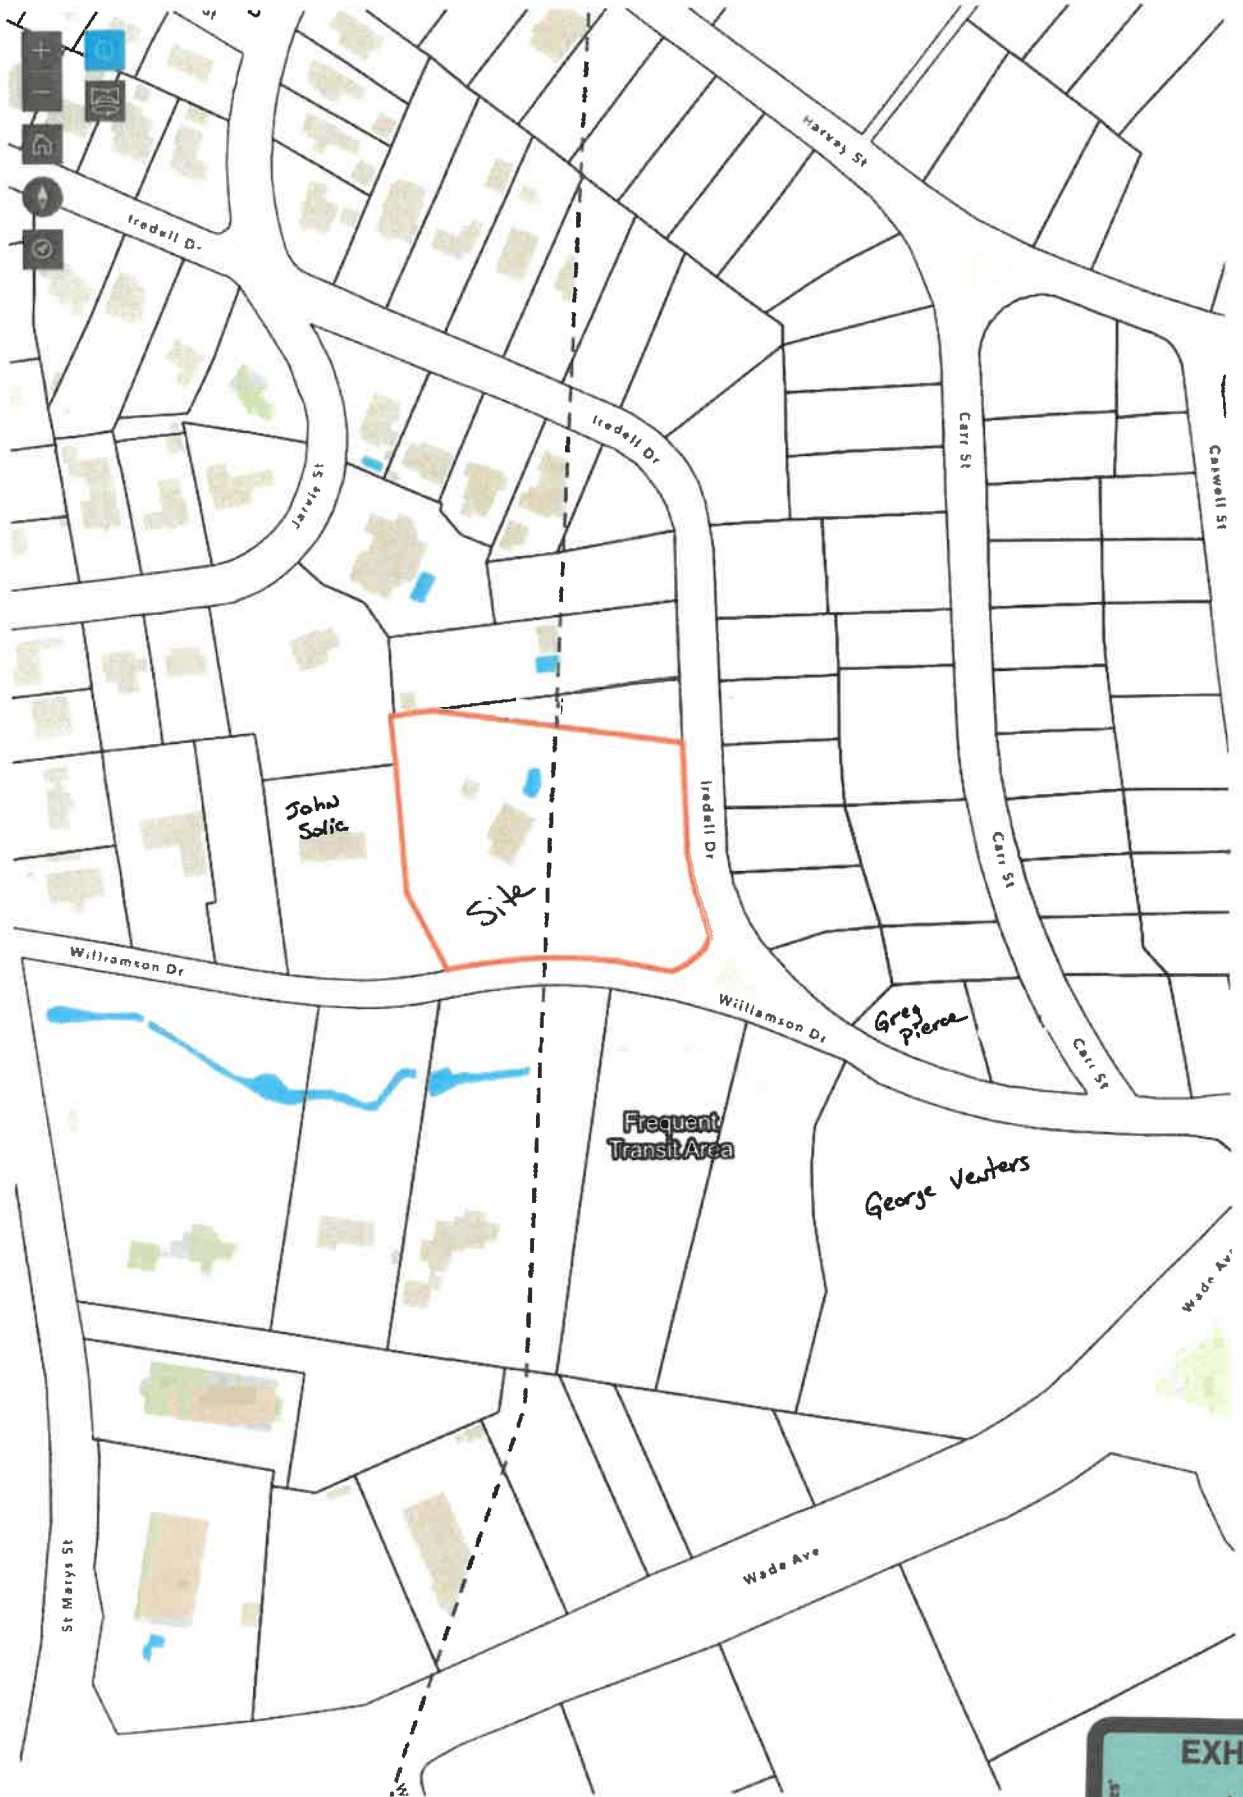 Harvey St
Iredell Dr
Iredell Dr
Carr St
Caswell St
Jarvis St
Iredell Dr
John
Solic
Carr St
Site
Williamson Dr
Williamson Dr
Greg
Pierce
Carr St
Frequent
Transit Area
George Venters
Wade Av
Wade Ave
St Marys St
EXH